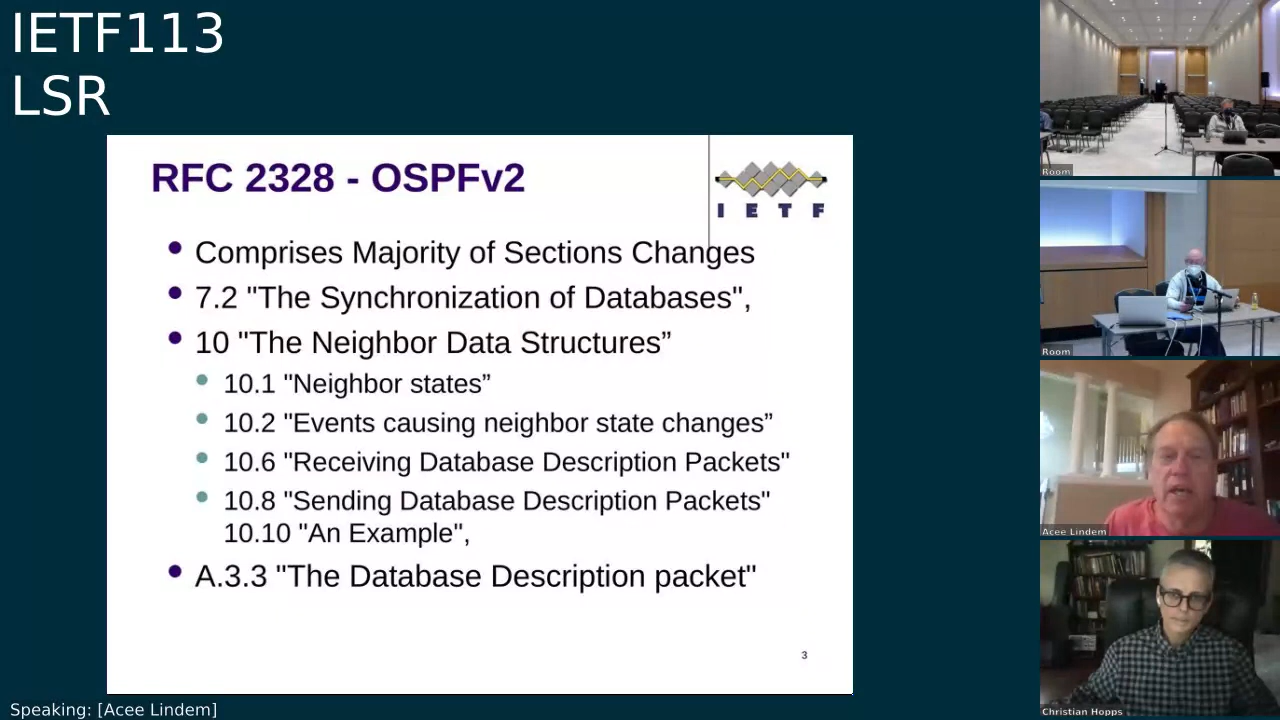 IETF113
LSR
RFC 2328 - OSPFv2
I E T F
Comprises Majority of Sections Changes
7.2 "The Synchronization of Databases",
10 "The Neighbor Data Structures”
10.1 "Neighbor states”
10.2 "Events causing neighbor state changes”
10.6 "Receiving Database Description Packets"
10.8 "Sending Database Description Packets"
10.10 "An Example",
A.3.3 "The Database Description packet"
3
Speaking: [Acee Lindem]
Room
Room
Acee Lindem
Christian Hopps